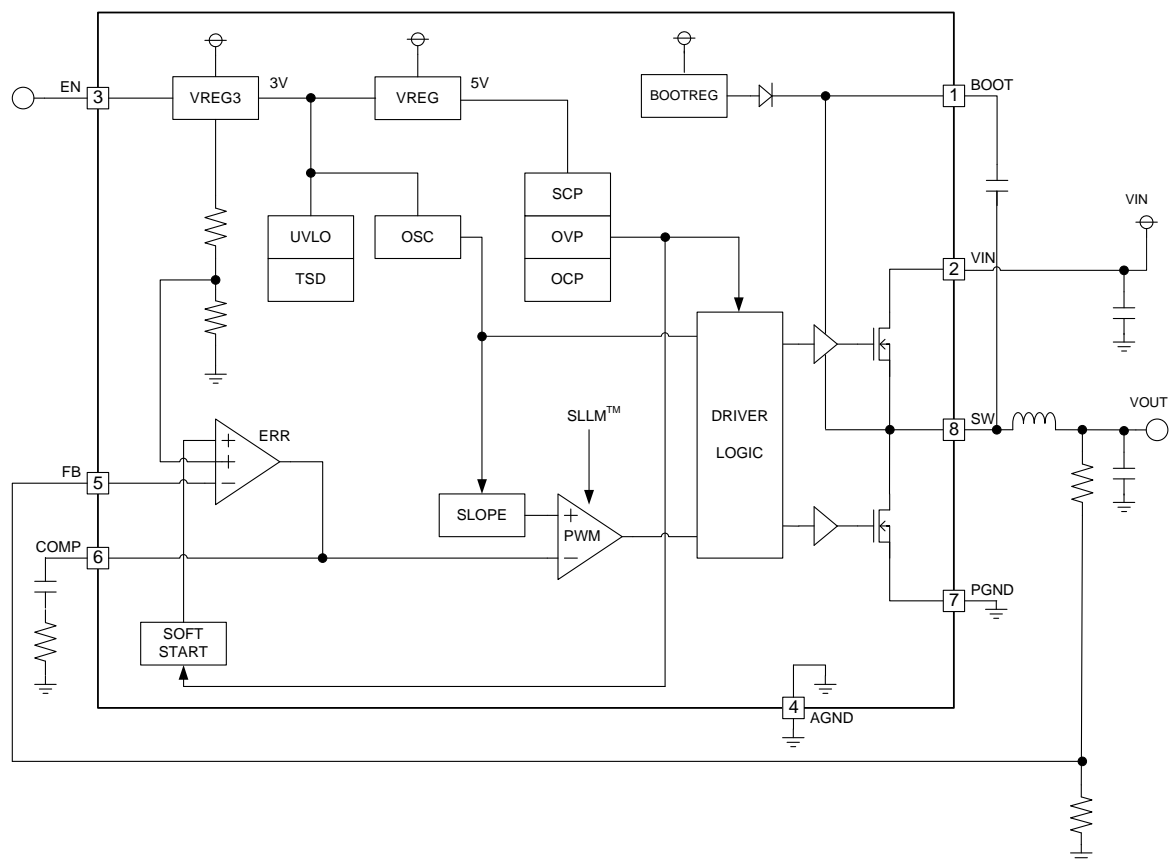 EN
3
VREG3
3V
VREG
5V
BOOTREG
1
BOOT
SCP
OVP
OCP
UVLO
TSD
OSC
VIN
2
VIN
DRIVER
LOGIC
SLLM™
ERR
+
+
−
FB
5
SLOPE
+
PWM
−
8
SW
VOUT
COMP
6
7
PGND
SOFT
START
4
AGND